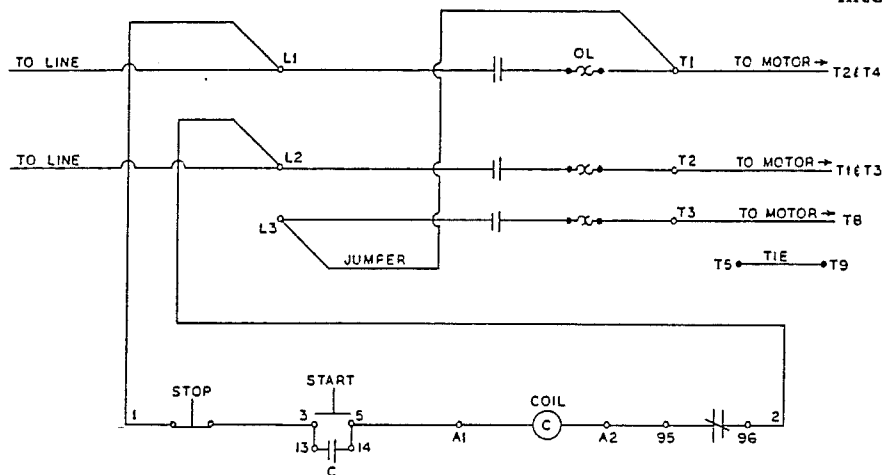 TO LINE L1 OL T1 TO MOTOR → T2 & T4
TO LINE L2 T2 TO MOTOR → T1 & T3
L3 T3 TO MOTOR → T8
JUMPER T5 TIE T9
STOP START COIL
1 3 5 A1 C A2 95 96 2
13 14
C